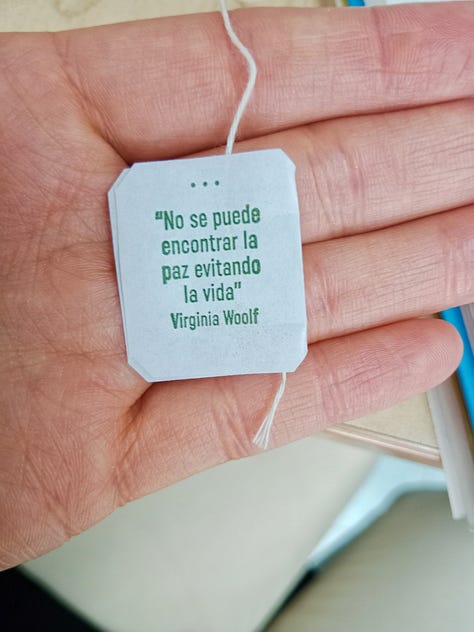 "No se puede
encontrar la
paz evitando
la vida"
Virginia Woolf